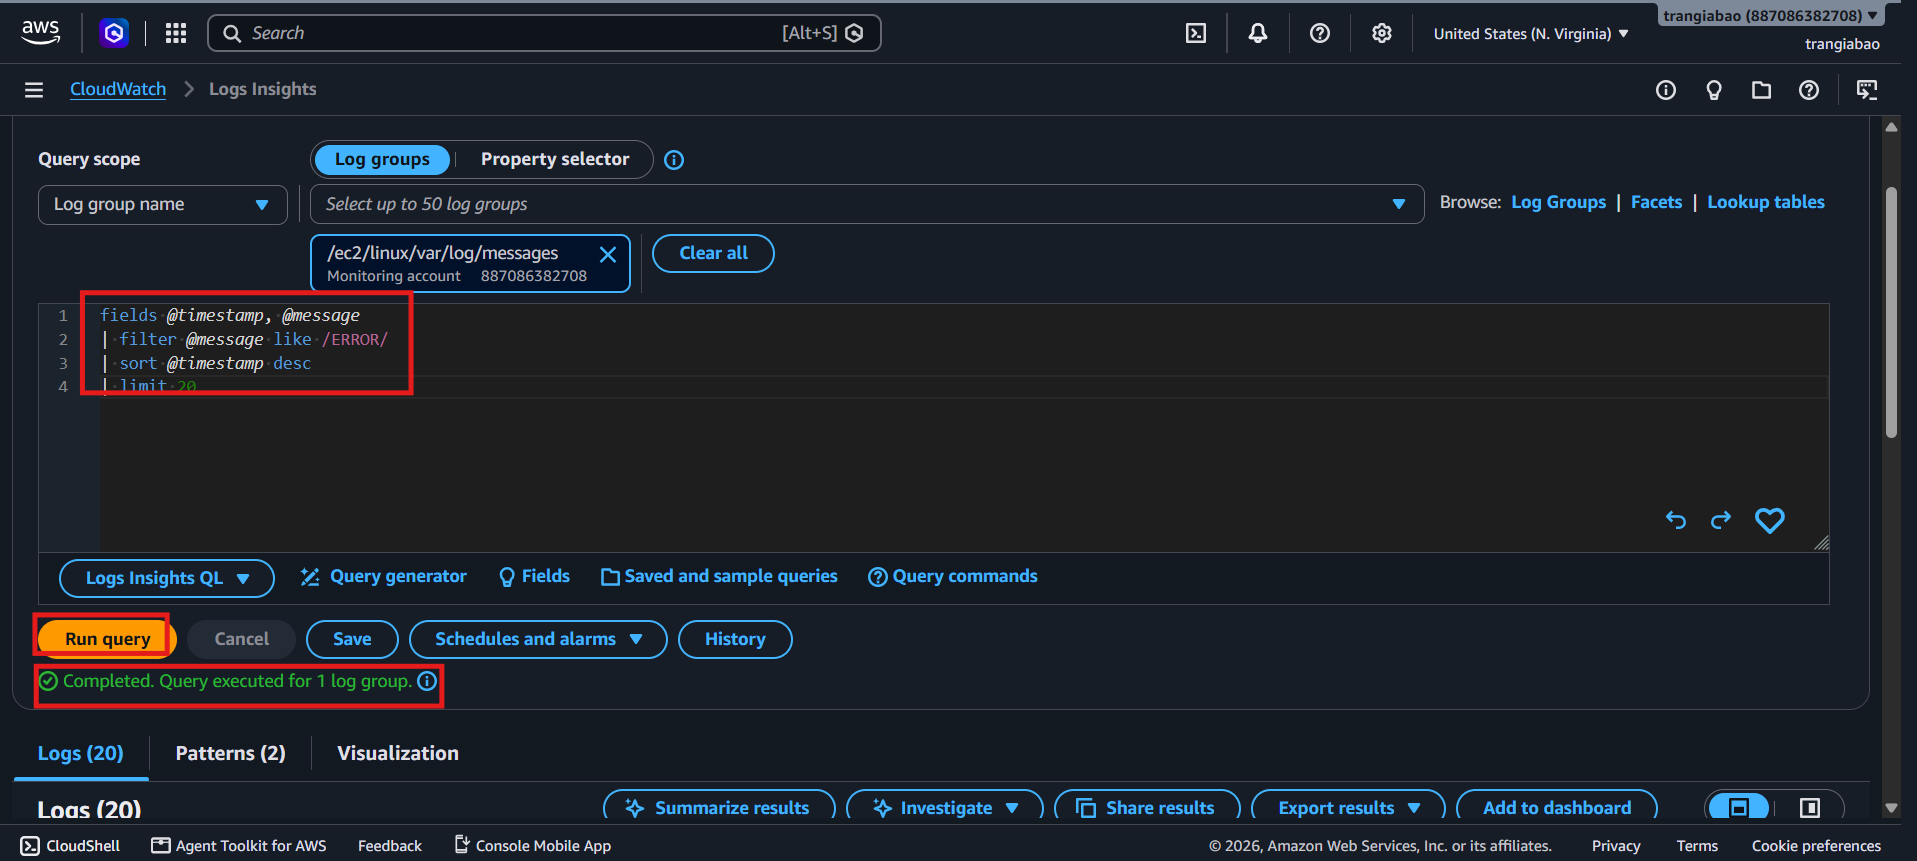 aws
Search [Alt+S]
United States (N. Virginia)
trangiabao (887086382708)
trangiabao
CloudWatch
Logs Insights
Query scope
Log groups
Property selector
Log group name
Select up to 50 log groups
Browse: Log Groups | Facets | Lookup tables
/ec2/linux/var/log/messages
Monitoring account 887086382708
Clear all
1 fields @timestamp, @message
2 | filter @message like /ERROR/
3 | sort @timestamp desc
4 | limit 20
Logs Insights QL
Query generator
Fields
Saved and sample queries
Query commands
Run query
Cancel
Save
Schedules and alarms
History
Completed. Query executed for 1 log group.
Logs (20)
Patterns (2)
Visualization
Logs (20)
Summarize results
Investigate
Share results
Export results
Add to dashboard
CloudShell
Agent Toolkit for AWS
Feedback
Console Mobile App
© 2026, Amazon Web Services, Inc. or its affiliates.
Privacy
Terms
Cookie preferences